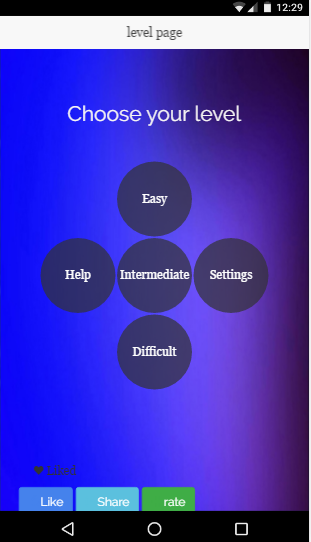 12:29
level page
Choose your level
Easy
Help Intermediate Settings
Difficult
Liked
Like Share rate